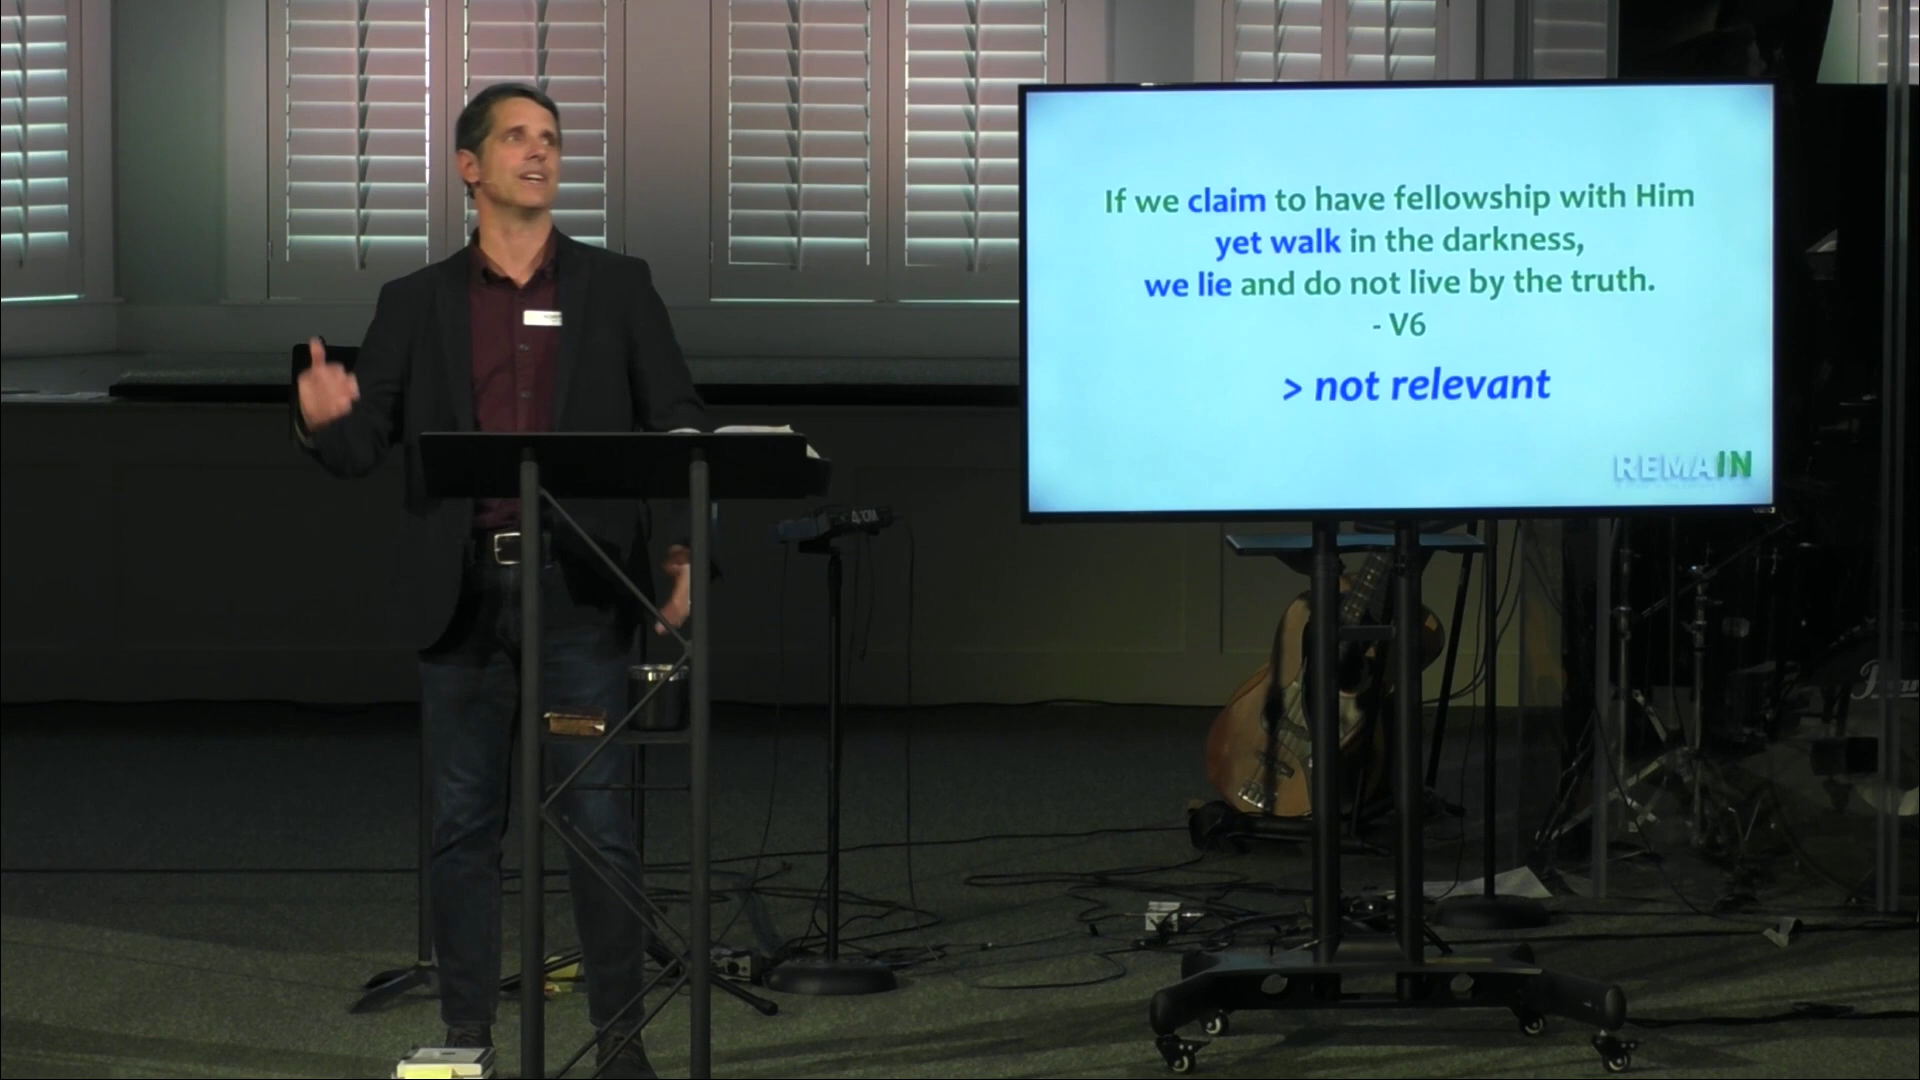 If we claim to have fellowship with Him
yet walk in the darkness,
we lie and do not live by the truth.
- V6
> not relevant
REMAIN